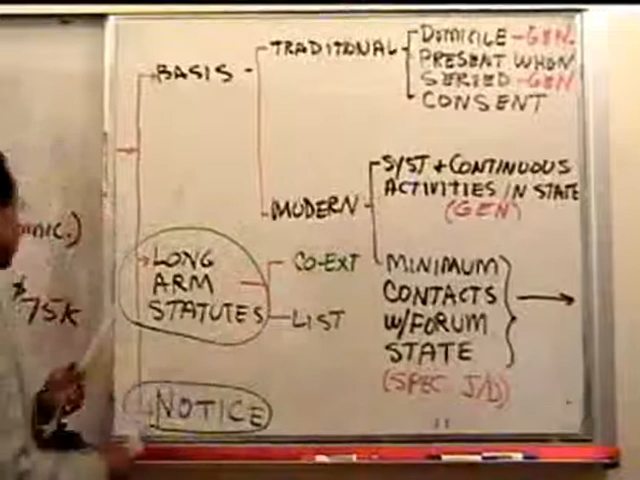 BASIS
TRADITIONAL
DOMICILE - GEN.
PRESENT WHEN
SERVED - GEN
CONSENT
MODERN
SYST + CONTINUOUS
ACTIVITIES IN STATE
(GEN)
MINIMUM
CONTACTS
W/FORUM
STATE
(SPEC J/D)
LONG
ARM
STATUTES
CO-EXT
LIST
NOTICE
$75K